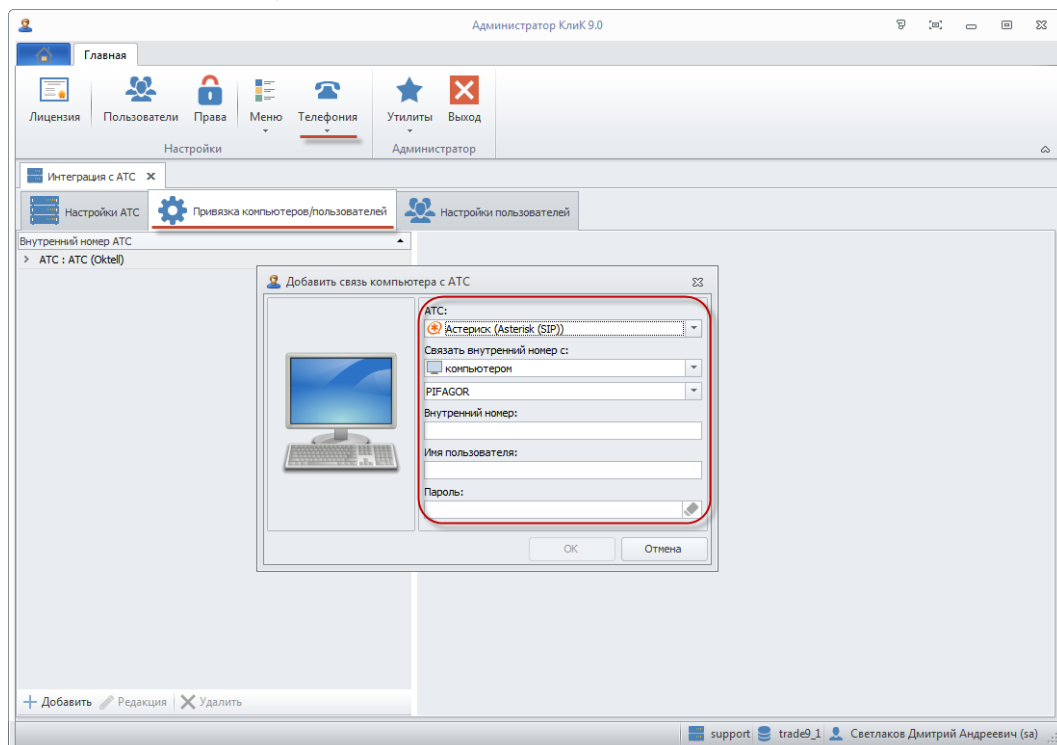 Администратор КлиК 9.0
Главная
Лицензия Пользователи Права Меню Телефония Утилиты Выход
Настройки Администратор
Интеграция с АТС
Настройки АТС Привязка компьютеров/пользователей Настройки пользователей
Внутренний номер АТС
АТС : АТС (Oktell)
Добавить связь компьютера с АТС
АТС:
Астериск (Asterisk (SIP))
Связать внутренний номер с:
компьютером
PIFAGOR
Внутренний номер:
Имя пользователя:
Пароль:
OK Отмена
Добавить Редакция Удалить
support trade9_1 Светлаков Дмитрий Андреевич (sa)